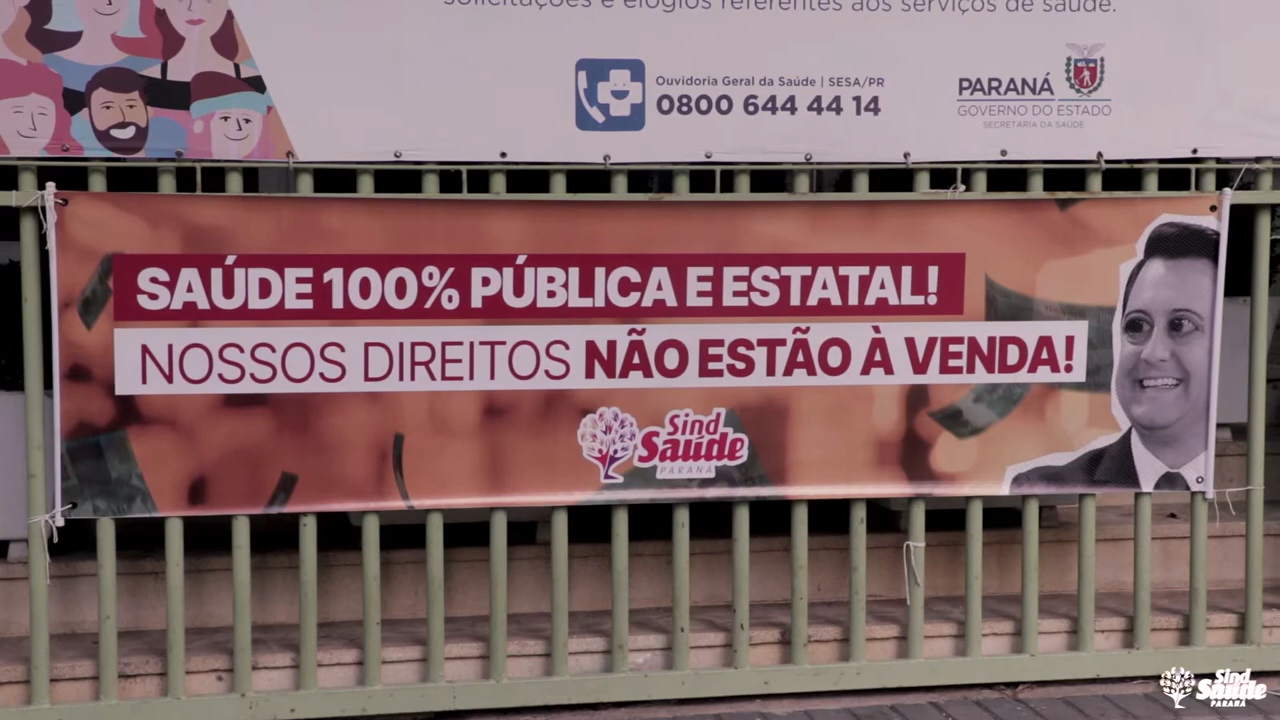 solicitações e elogios referentes aos serviços de saúde.
Ouvidoria Geral da Saúde | SESA/PR
0800 644 44 14
PARANÁ
GOVERNO DO ESTADO
SECRETARIA DA SAÚDE
SAÚDE 100% PÚBLICA E ESTATAL!
NOSSOS DIREITOS NÃO ESTÃO À VENDA!
Sind
Saúde
PARANÁ
Sind
Saúde
PARANÁ